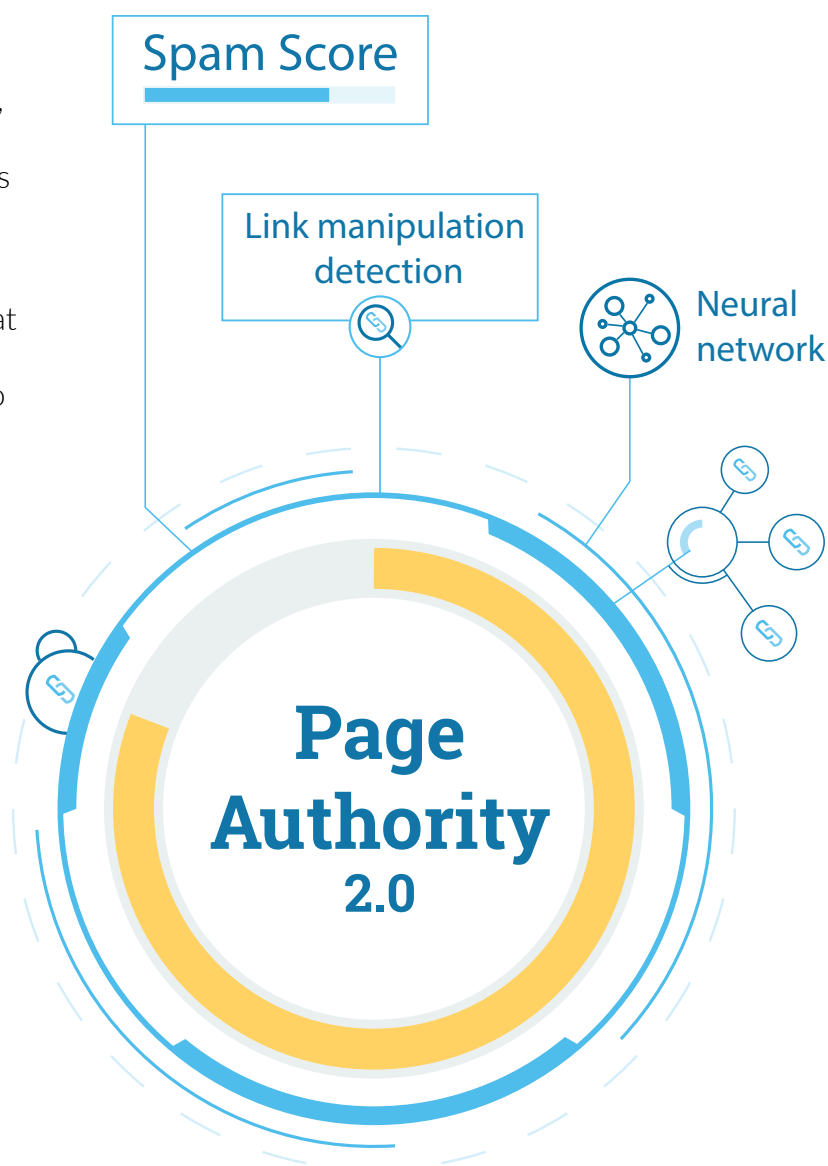 Spam Score
Link manipulation
detection
Neural
network
Page
Authority
2.0